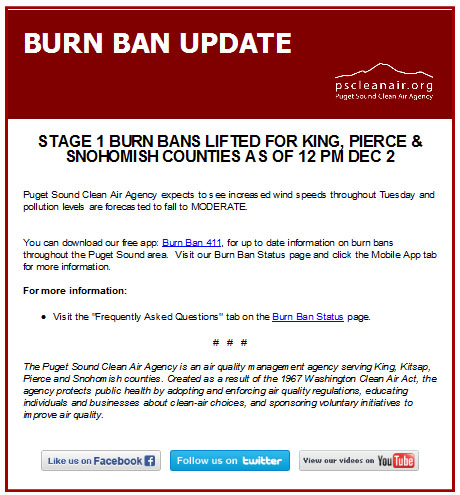 BURN BAN UPDATE
pscleanair.org
Puget Sound Clean Air Agency
STAGE 1 BURN BANS LIFTED FOR KING, PIERCE &
SNOHOMISH COUNTIES AS OF 12 PM DEC 2
Puget Sound Clean Air Agency expects to see increased wind speeds throughout Tuesday and
pollution levels are forecasted to fall to MODERATE.
You can download our free app: Burn Ban 411, for up to date information on burn bans
throughout the Puget Sound area. Visit our Burn Ban Status page and click the Mobile App tab
for more information.
For more information:
• Visit the "Frequently Asked Questions" tab on the Burn Ban Status page.
# # #
The Puget Sound Clean Air Agency is an air quality management agency serving King, Kitsap,
Pierce and Snohomish counties. Created as a result of the 1967 Washington Clean Air Act, the
agency protects public health by adopting and enforcing air quality regulations, educating
individuals and businesses about clean-air choices, and sponsoring voluntary initiatives to
improve air quality.
Like us on Facebook f
Follow us on twitter
View our videos on YouTube